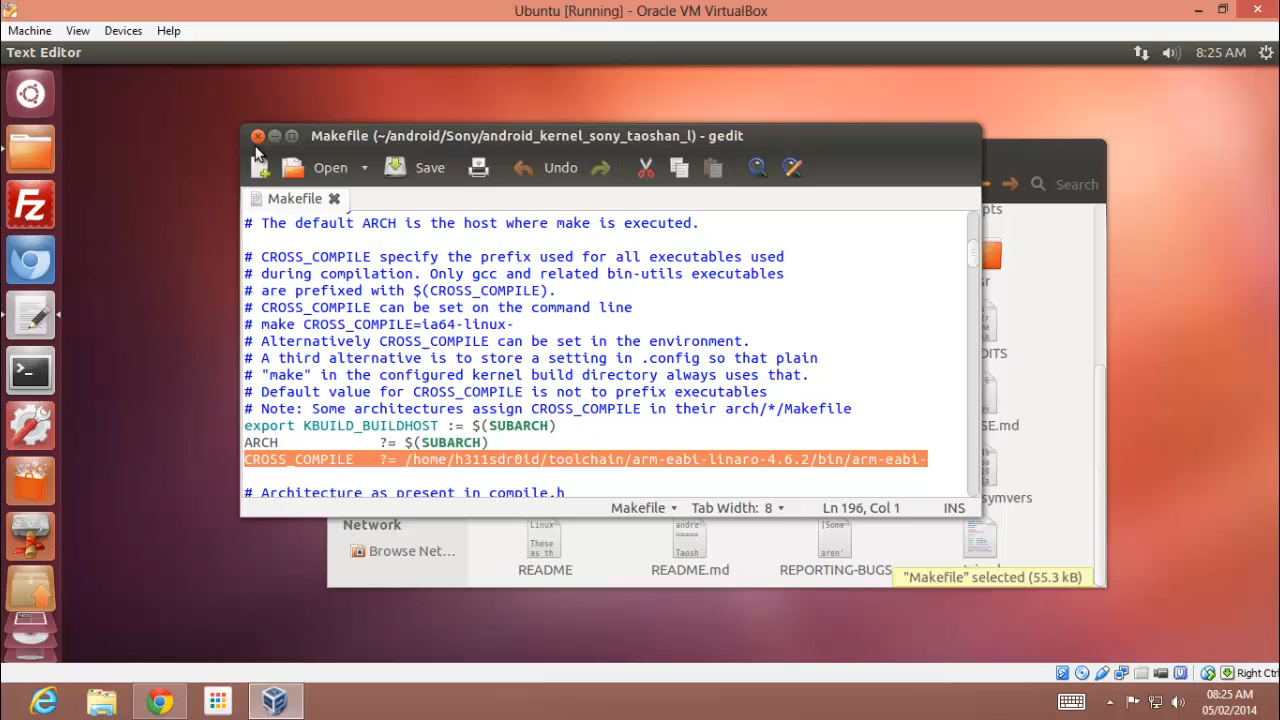 Ubuntu [Running] - Oracle VM VirtualBox
Machine View Devices Help
Text Editor 8:25 AM
Makefile (~/android/Sony/android_kernel_sony_taoshan_l) - gedit
Open Save Undo
Search
Makefile
# The default ARCH is the host where make is executed.
# CROSS_COMPILE specify the prefix used for all executables used
# during compilation. Only gcc and related bin-utils executables
# are prefixed with $(CROSS_COMPILE).
# CROSS_COMPILE can be set on the command line
# make CROSS_COMPILE=ia64-linux-
# Alternatively CROSS_COMPILE can be set in the environment.
# A third alternative is to store a setting in .config so that plain
# "make" in the configured kernel build directory always uses that.
# Default value for CROSS_COMPILE is not to prefix executables
# Note: Some architectures assign CROSS_COMPILE in their arch/*/Makefile
export KBUILD_BUILDHOST := $(SUBARCH)
ARCH ?= $(SUBARCH)
CROSS_COMPILE ?= /home/h311sdr0id/toolchain/arm-eabi-linaro-4.6.2/bin/arm-eabi-
# Architecture as present in compile.h
Makefile Tab Width: 8 Ln 196, Col 1 INS
Network
Browse Net...
README README.md REPORTING-BUGS
"Makefile" selected (55.3 kB)
Right Ctrl
08:25 AM
05/02/2014